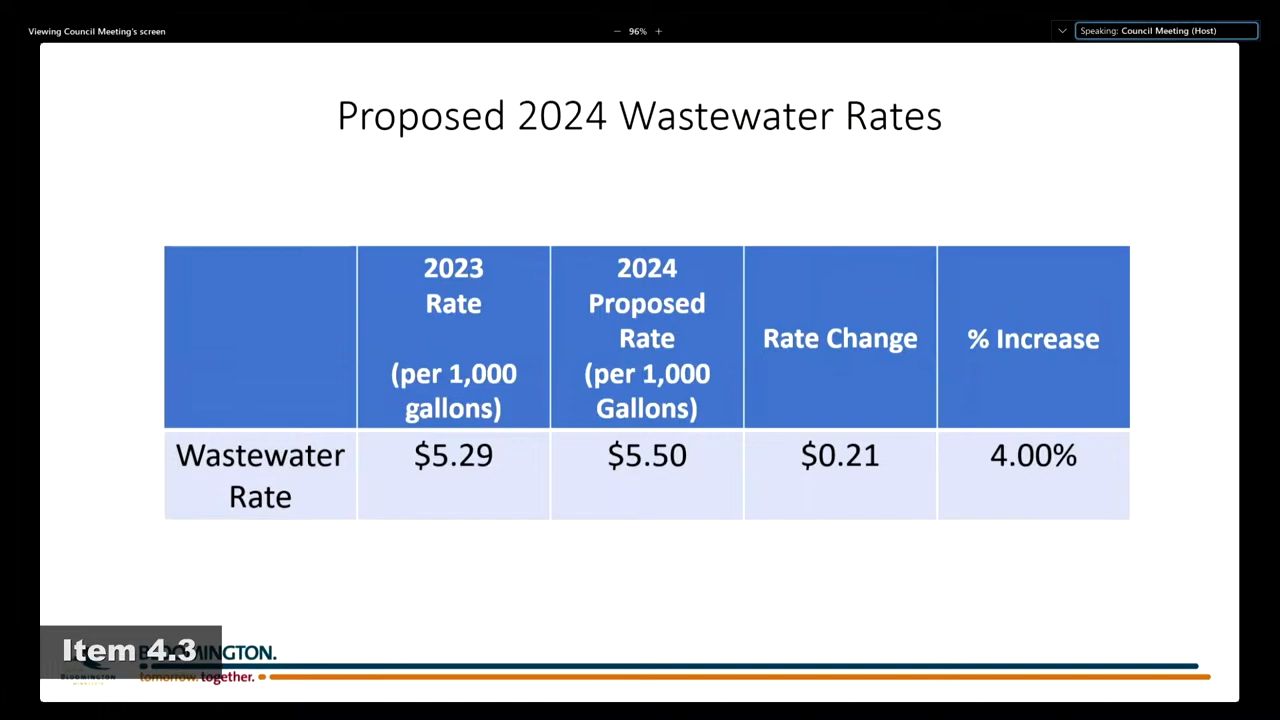 Viewing Council Meeting's screen
− 96% +
Speaking: Council Meeting (Host)
Proposed 2024 Wastewater Rates
2023
Rate
(per 1,000
gallons)
2024
Proposed
Rate
(per 1,000
Gallons)
Rate Change
% Increase
Wastewater
Rate
$5.29
$5.50
$0.21
4.00%
Item 4.3
BLOOMINGTON.
tomorrow. together.
BLOOMINGTON